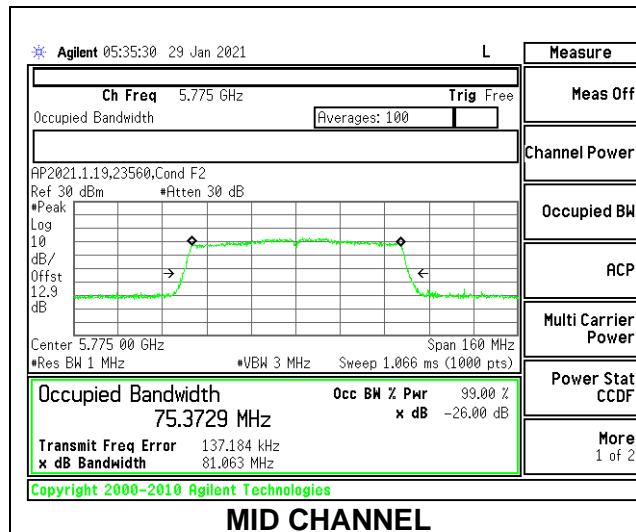 Agilent 05:35:30 29 Jan 2021 L
Measure
Ch Freq 5.775 GHz Trig Free
Occupied Bandwidth Averages: 100
AP2021.1.19,23560,Cond F2
Ref 30 dBm #Atten 30 dB
#Peak
Log
10
dB/
Offst
12.9
dB
Center 5.775 00 GHz Span 160 MHz
#Res BW 1 MHz #VBW 3 MHz Sweep 1.066 ms (1000 pts)
Occupied Bandwidth Occ BW % Pwr 99.00 %
75.3729 MHz x dB -26.00 dB
Transmit Freq Error 137.184 kHz
x dB Bandwidth 81.063 MHz
Copyright 2000-2010 Agilent Technologies
Meas Off
Channel Power
Occupied BW
ACP
Multi Carrier
Power
Power Stat
CCDF
More
1 of 2
MID CHANNEL